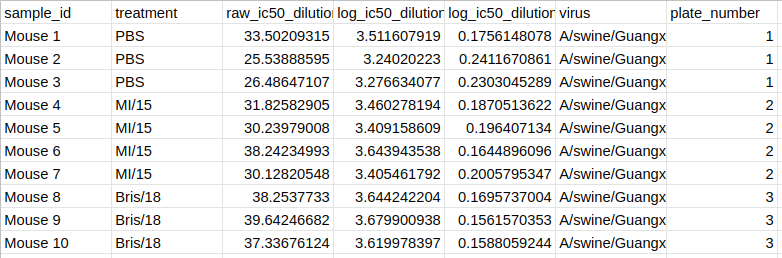 sample_id treatment raw_ic50_dilution log_ic50_dilution log_ic50_dilution virus plate_number
Mouse 1 PBS 33.50209315 3.511607919 0.1756148078 A/swine/Guangx 1
Mouse 2 PBS 25.53888595 3.24020223 0.2411670861 A/swine/Guangx 1
Mouse 3 PBS 26.48647107 3.276634077 0.2303045289 A/swine/Guangx 1
Mouse 4 MI/15 31.82582905 3.460278194 0.1870513622 A/swine/Guangx 2
Mouse 5 MI/15 30.23979008 3.409158609 0.196407134 A/swine/Guangx 2
Mouse 6 MI/15 38.24234993 3.643943538 0.1644896096 A/swine/Guangx 2
Mouse 7 MI/15 30.12820548 3.405461792 0.2005795347 A/swine/Guangx 2
Mouse 8 Bris/18 38.2537733 3.644242204 0.1695737004 A/swine/Guangx 3
Mouse 9 Bris/18 39.64246682 3.679900938 0.1561570353 A/swine/Guangx 3
Mouse 10 Bris/18 37.33676124 3.619978397 0.1588059244 A/swine/Guangx 3